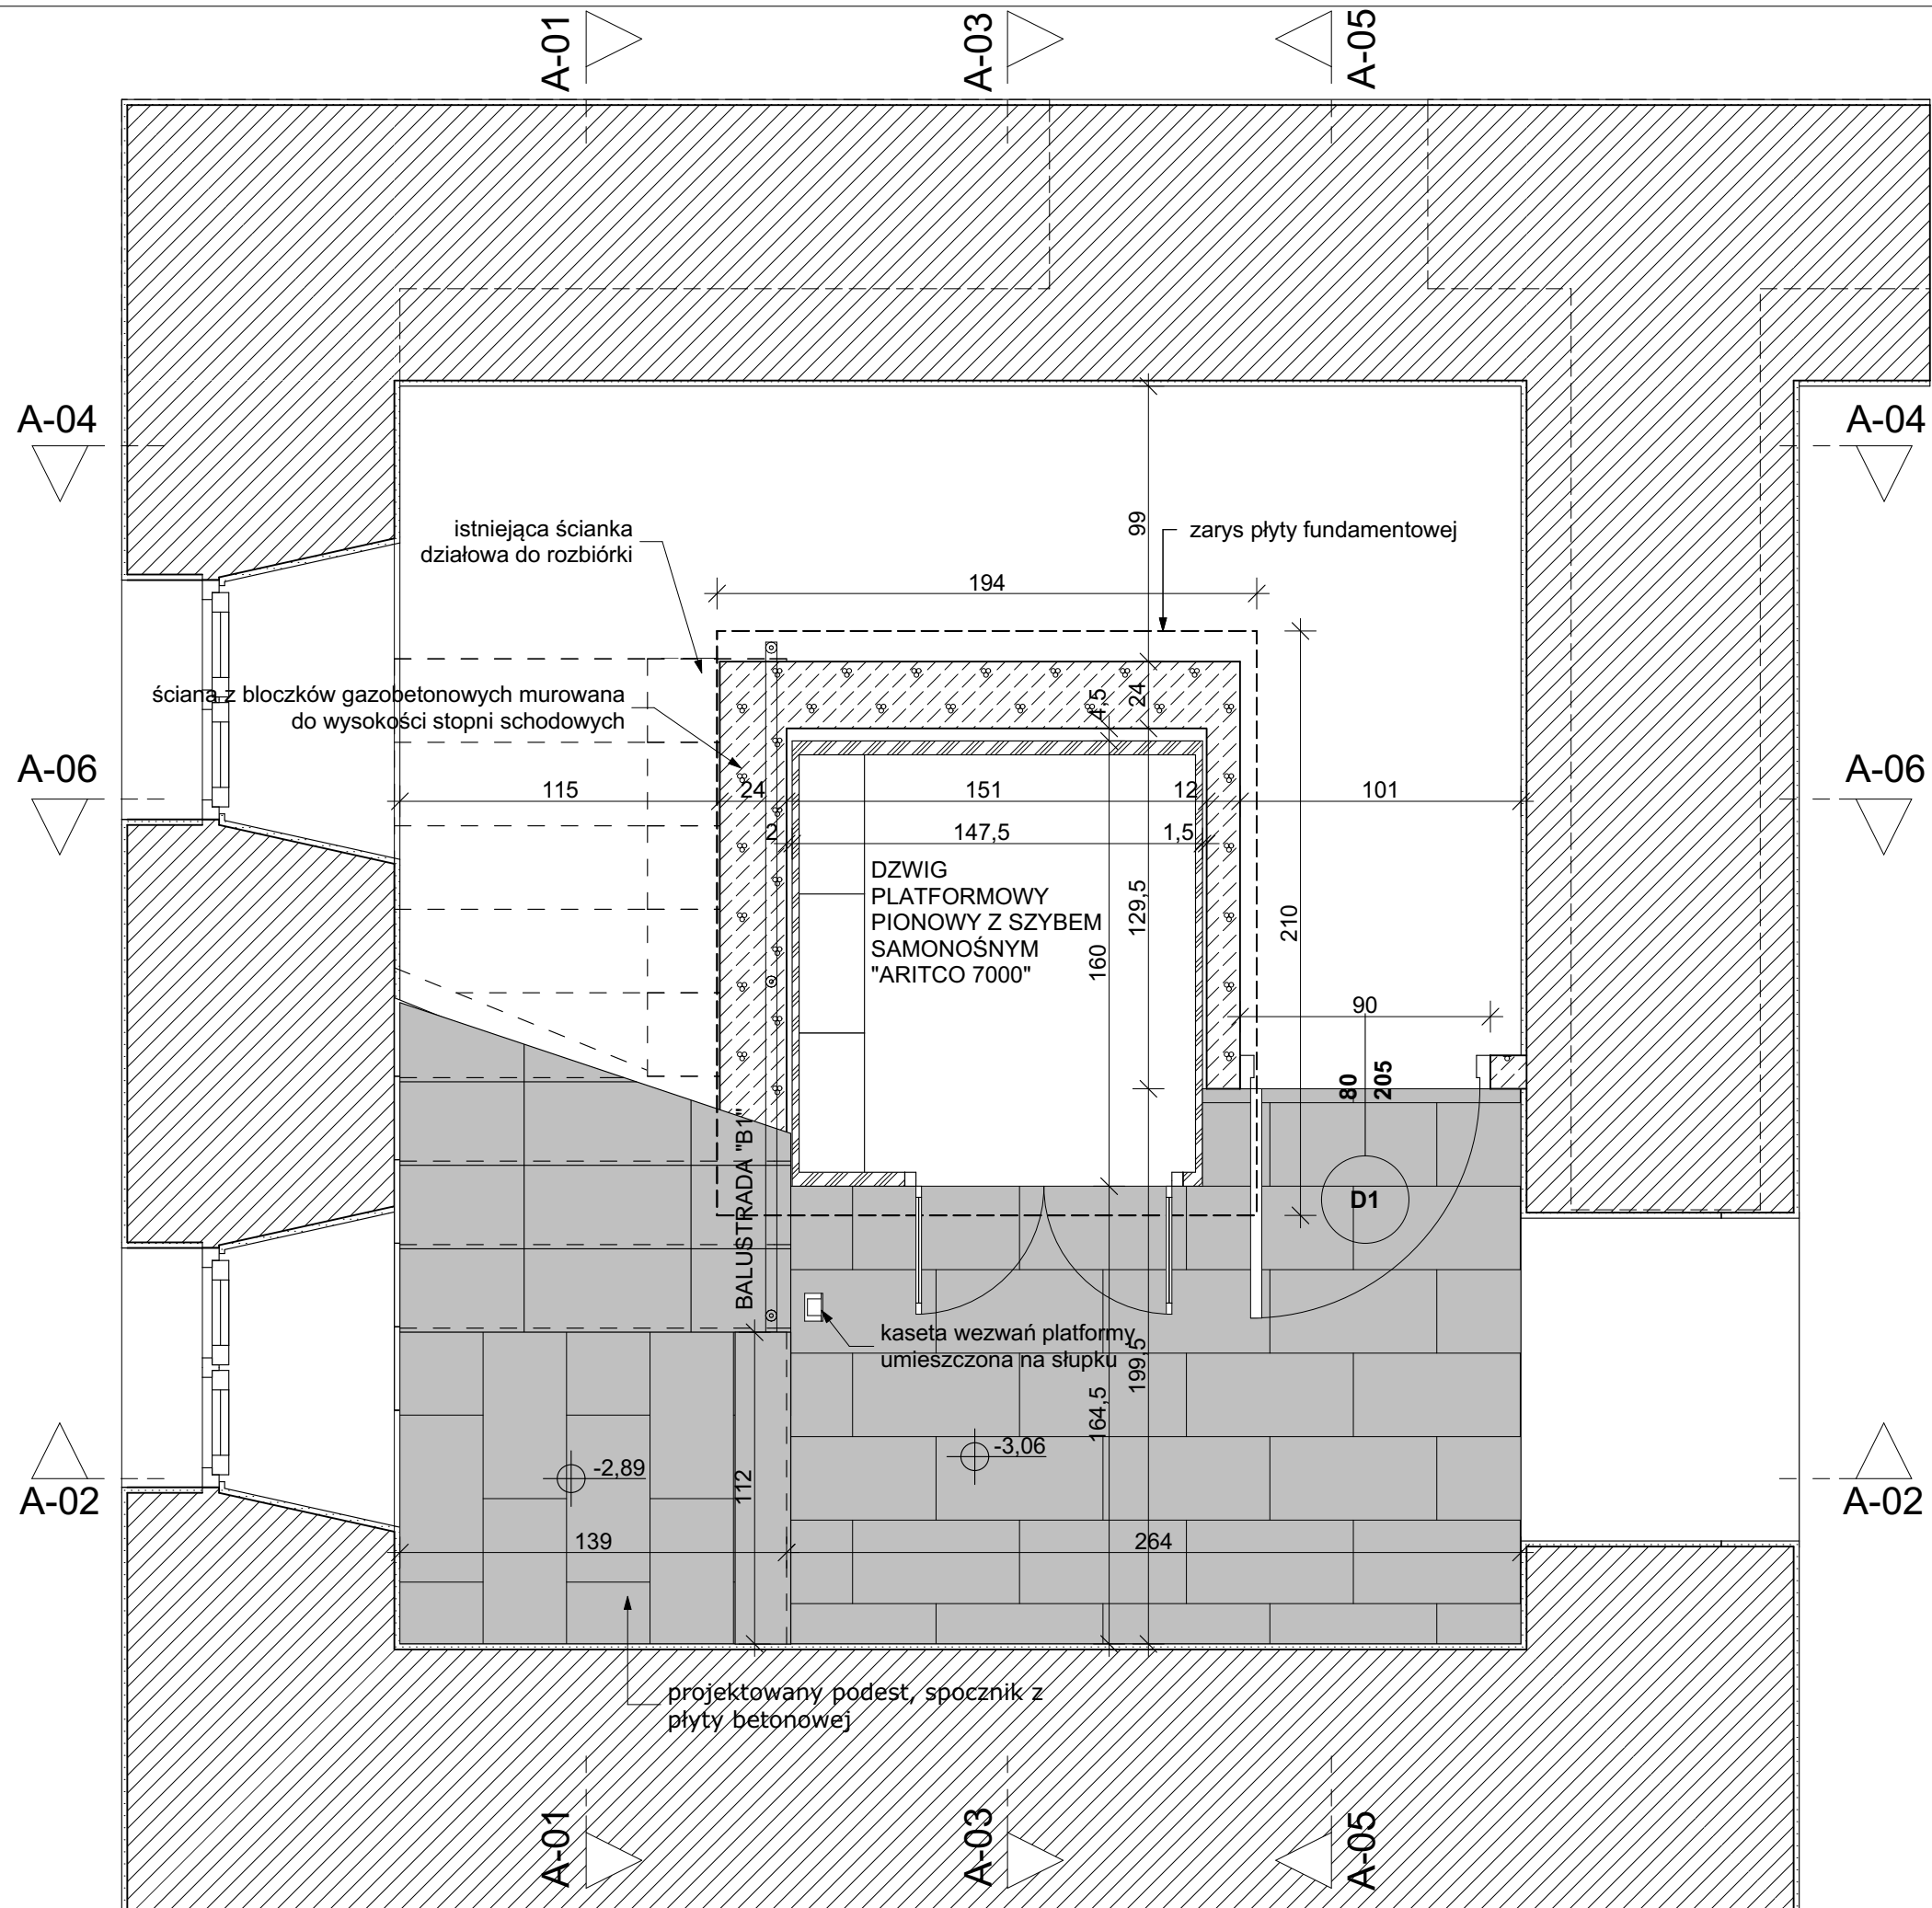 A-01
A-03
A-05
A-04
A-04
istniejąca ścianka
działowa do rozbiórki
zarys płyty fundamentowej
99
194
ściana z bloczków gazobetonowych murowana
do wysokości stopni schodowych
4,5
24
A-06
A-06
115
24
151
12
101
2
147,5
1,5
DZWIG
PLATFORMOWY
PIONOWY Z SZYBEM
SAMONOŚNYM
"ARITCO 7000"
129,5
160
210
90
80
205
D1
BALUSTRADA "B1"
kaseta wezwań platformy
umieszczona na słupku
199,5
164,5
-2,89
-3,06
112
A-02
A-02
139
264
projektowany podest, spocznik z
płyty betonowej
A-01
A-03
A-05